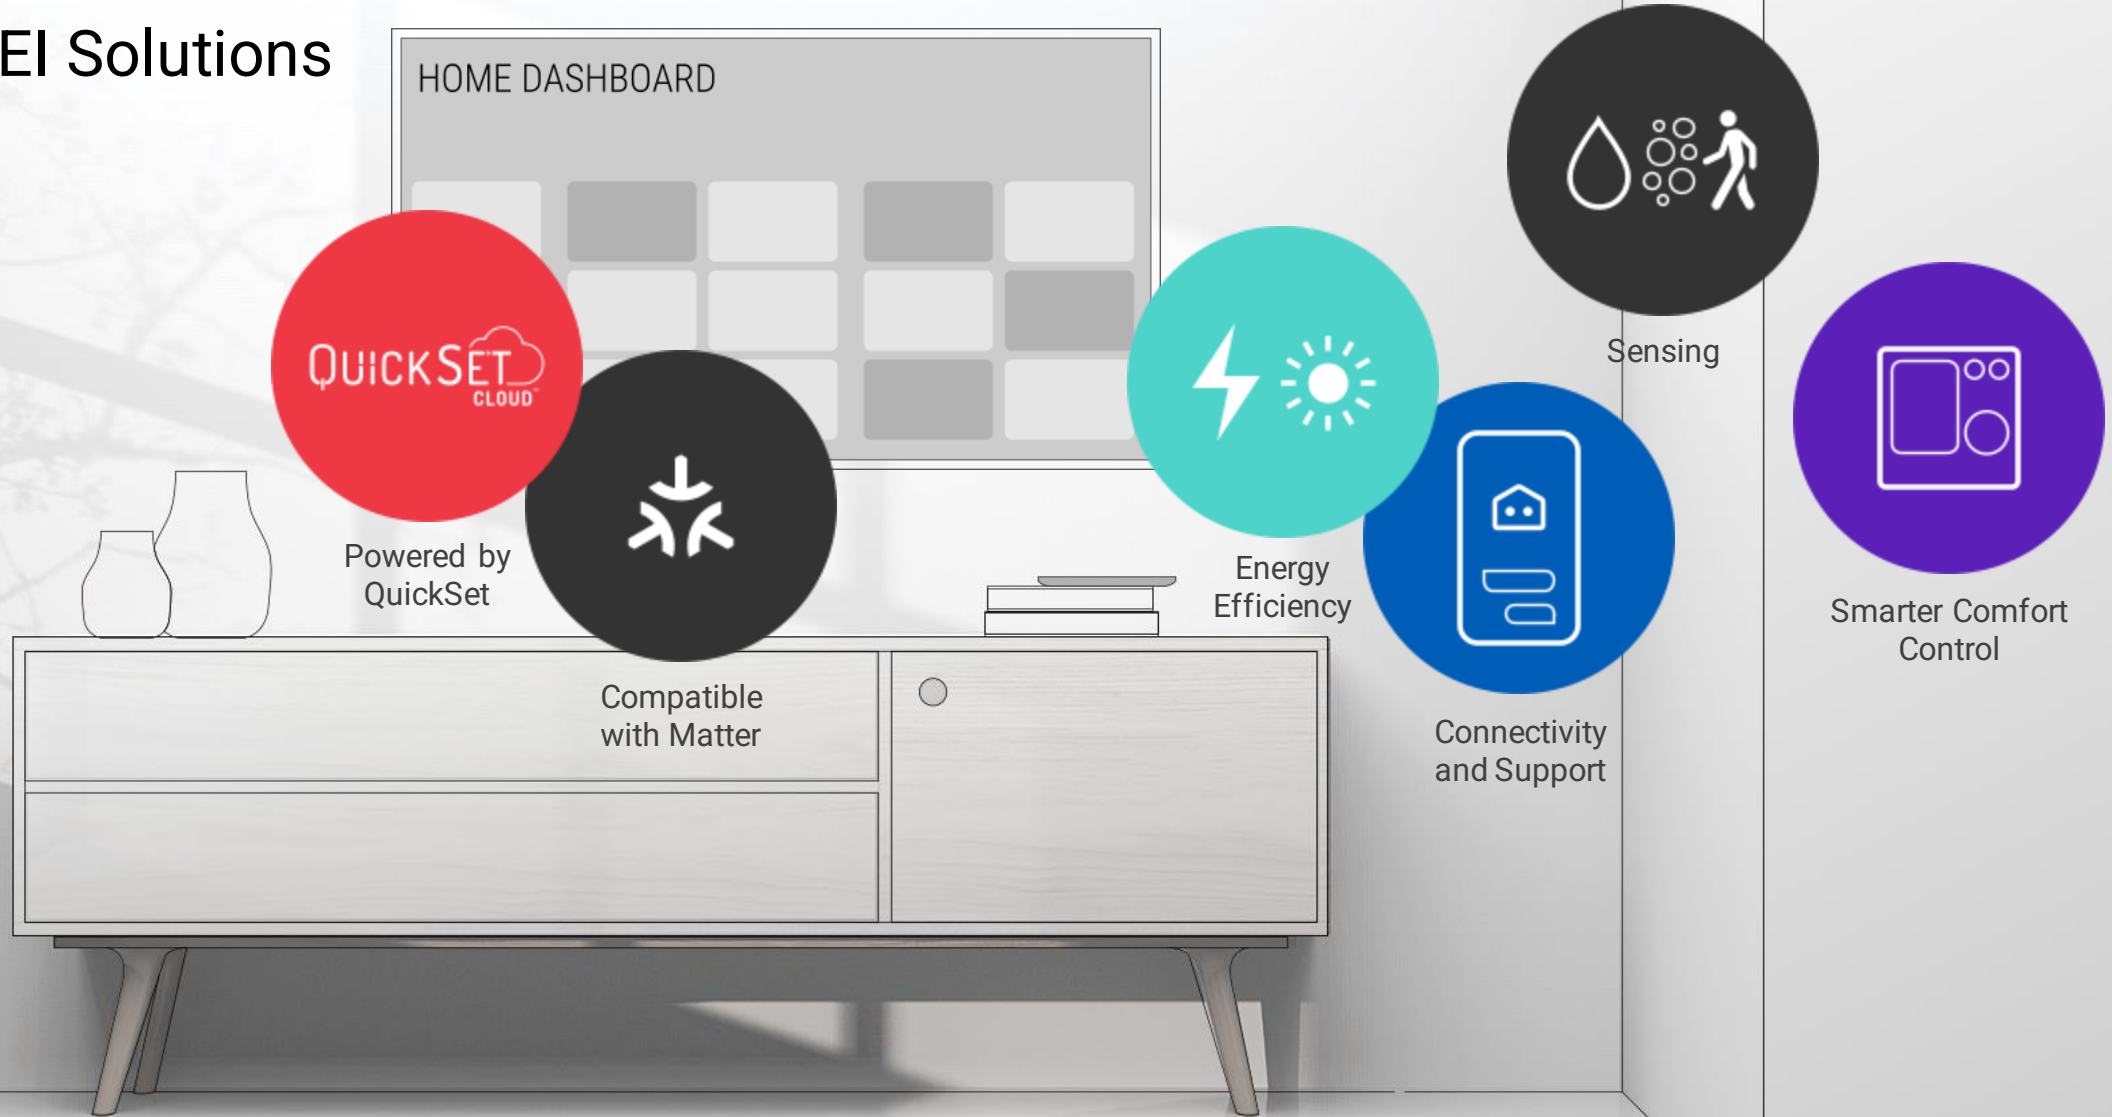 EI Solutions
HOME DASHBOARD
QUICKSET
CLOUD™
Powered by
QuickSet
Compatible
with Matter
Energy
Efficiency
Connectivity
and Support
Sensing
Smarter Comfort
Control